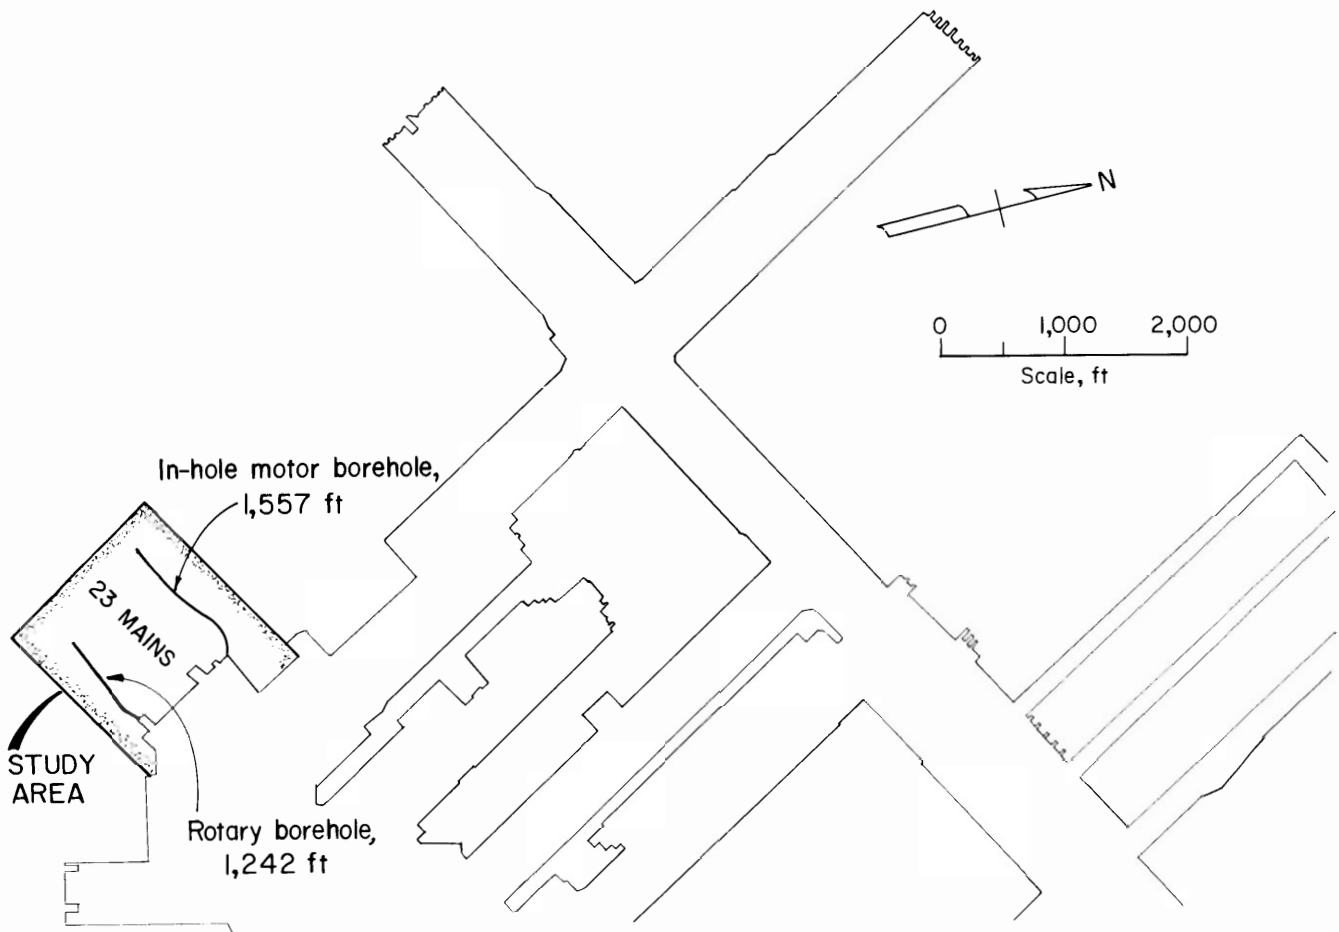 N
0 1,000 2,000
Scale, ft
In-hole motor borehole,
1,557 ft
23 MAINS
STUDY
AREA
Rotary borehole,
1,242 ft